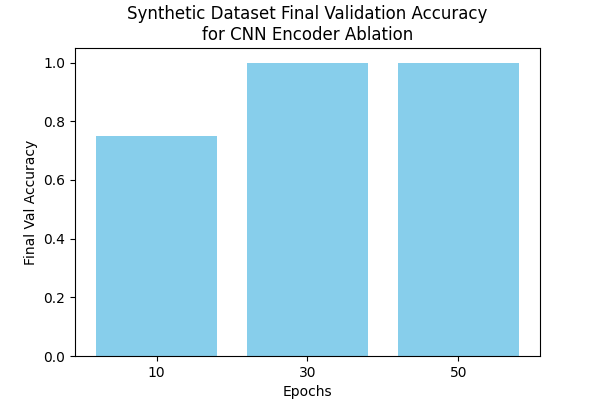 Synthetic Dataset Final Validation Accuracy
for CNN Encoder Ablation
1.0
0.8
0.6
0.4
0.2
0.0
Final Val Accuracy
10
30
50
Epochs